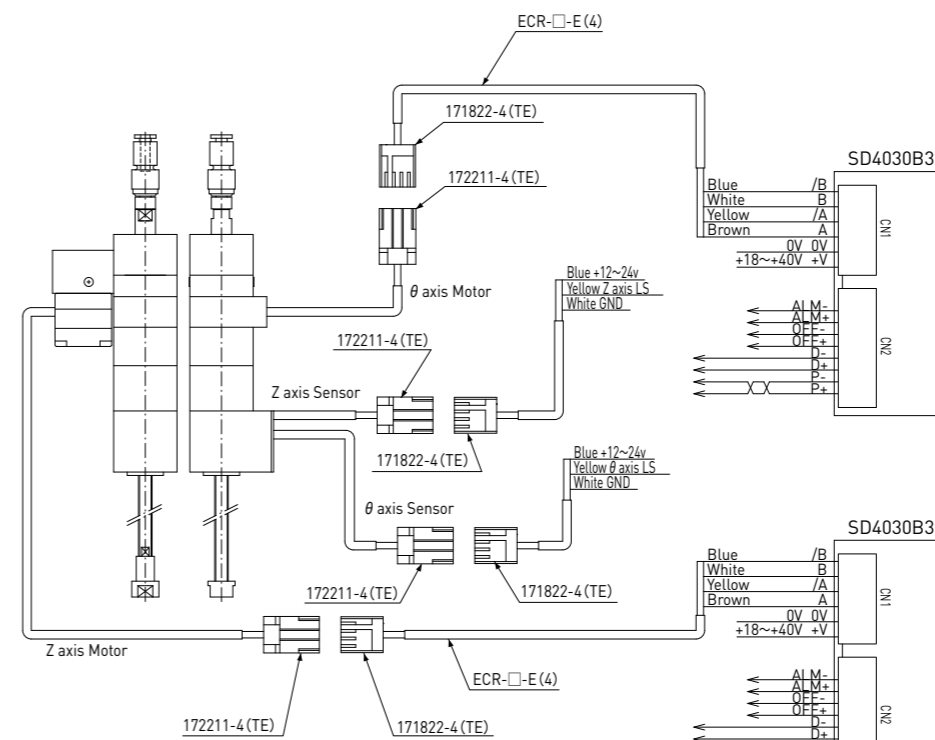 ECR-□-E(4)
171822-4(TE)
172211-4(TE)
θ axis Motor
SD4030B3
Blue /B
White B
Yellow /A
Brown A
0V 0V
+18~+40V +V
CN1
ALM-
ALM+
OFF-
OFF+
D-
D+
P-
P+
CN2
Blue +12~24v
Yellow Z axis LS
White GND
172211-4(TE)
Z axis Sensor
171822-4(TE)
Blue +12~24v
Yellow θ axis LS
White GND
θ axis Sensor
172211-4(TE)
171822-4(TE)
SD4030B3
Blue /B
White B
Yellow /A
Brown A
0V 0V
+18~+40V +V
CN1
Z axis Motor
ECR-□-E(4)
172211-4(TE)
171822-4(TE)
ALM-
ALM+
OFF-
OFF+
D-
D+
CN2